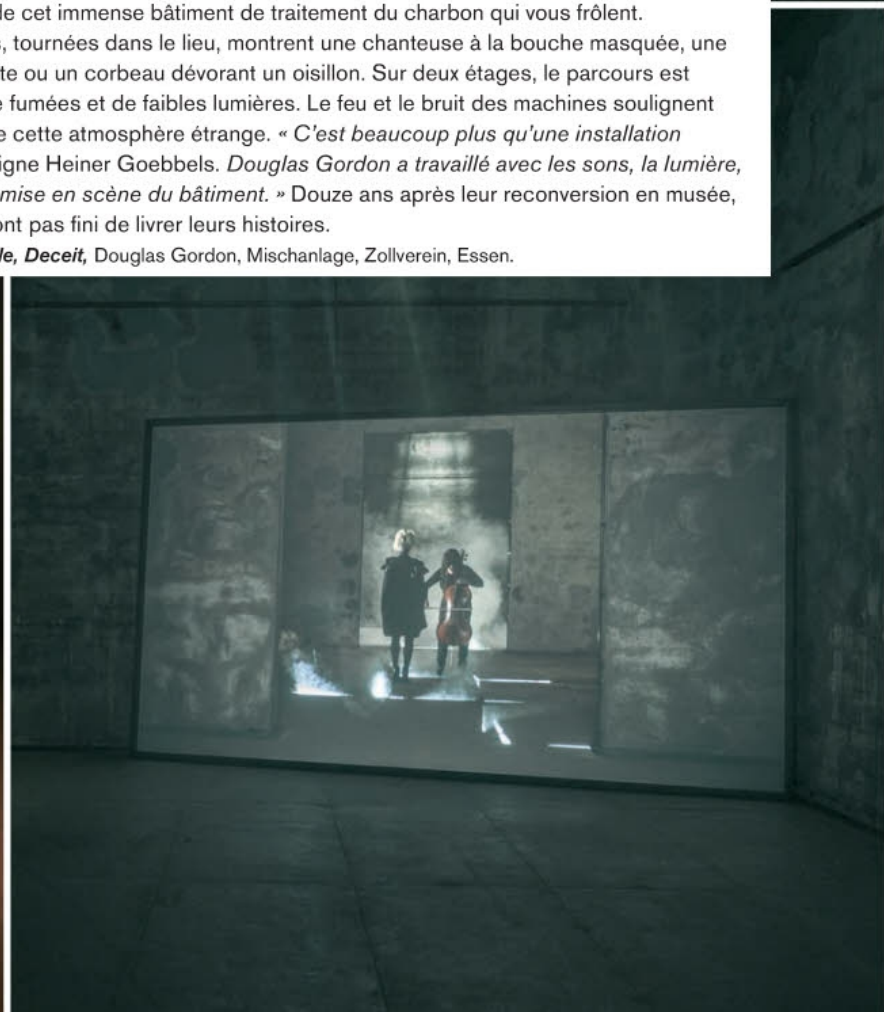 de cet immense bâtiment de traitement du charbon qui vous frôlent.
, tournées dans le lieu, montrent une chanteuse à la bouche masquée, une
ou un corbeau dévorant un oisillon. Sur deux étages, le parcours est
fumées et de faibles lumières. Le feu et le bruit des machines soulignent
cette atmosphère étrange. « C'est beaucoup plus qu'une installation
Heiner Goebbels. Douglas Gordon a travaillé avec les sons, la lumière,
mise en scène du bâtiment. » Douze ans après leur reconversion en musée,
ont pas fini de livrer leurs histoires.
Deceit, Douglas Gordon, Mischanlage, Zollverein, Essen.